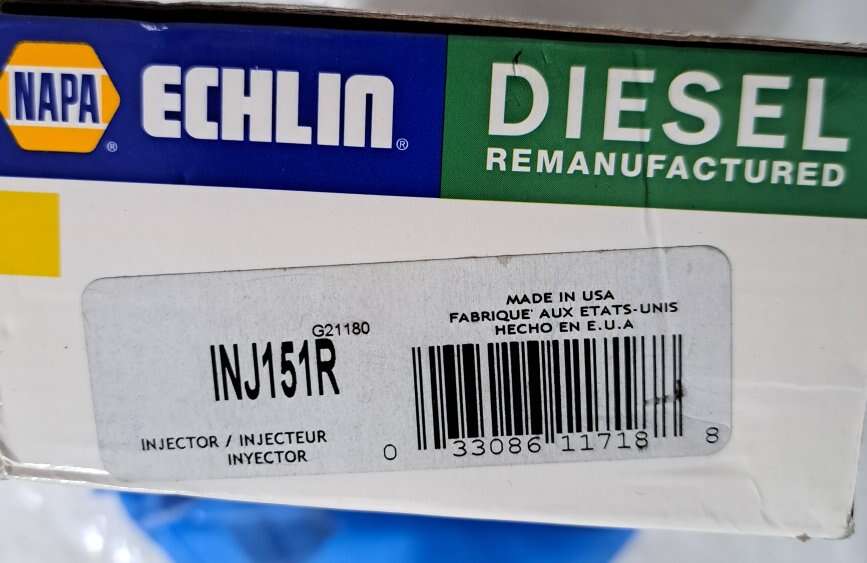 NAPA ® ECHLIN ®
DIESEL
REMANUFACTURED
MADE IN USA
FABRIQUE' AUX ETATS-UNIS
HECHO EN E.U.A
G21180
INJ151R
INJECTOR / INJECTEUR
INYECTOR
0 33086 11718 8